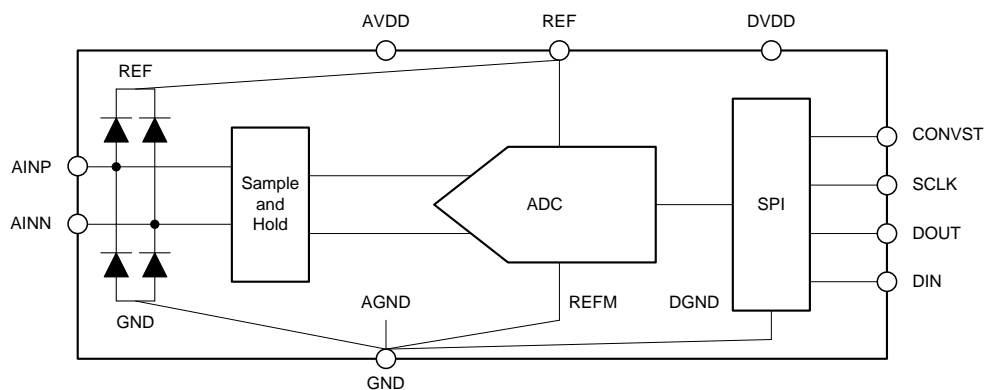 AVDD
REF
DVDD
REF
AINP
AINN
Sample
and
Hold
ADC
SPI
CONVST
SCLK
DOUT
DIN
GND
AGND
REFM
DGND
GND